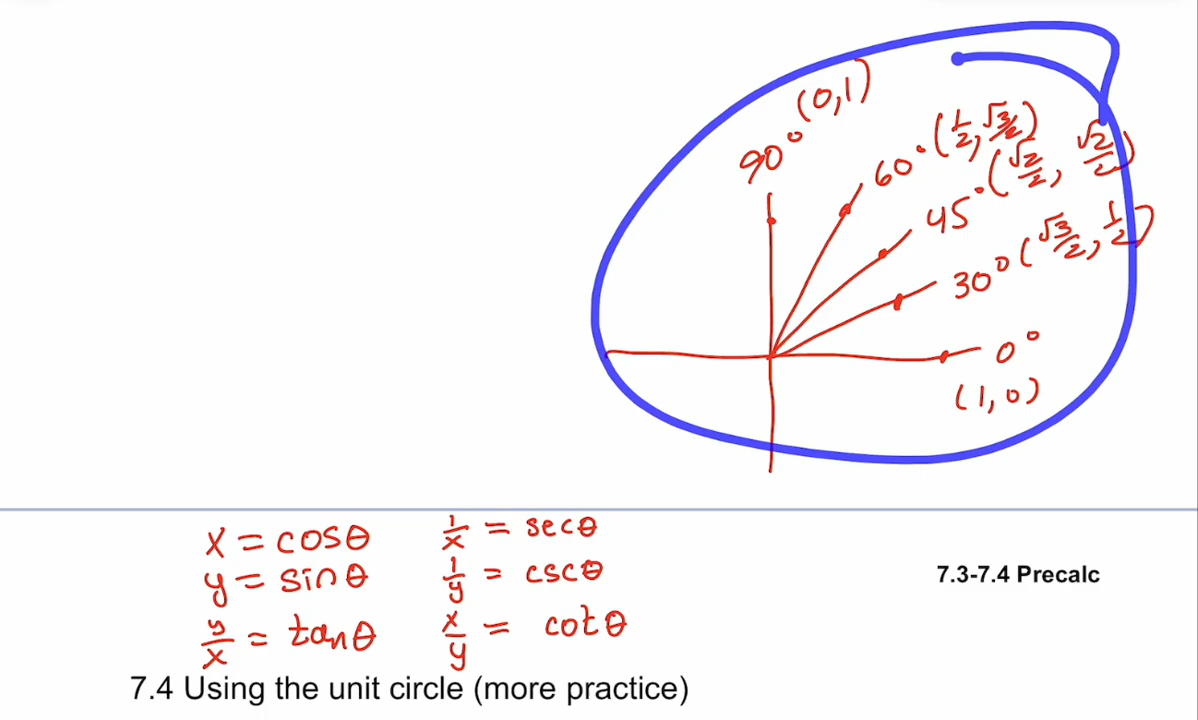 90° (0,1)
60° (1/2, √3/2)
45° (√2/2, √2/2)
30° (√3/2, 1/2)
0°
(1,0)
x = cosθ
1/x = secθ
y = sinθ
1/y = cscθ
y/x = tanθ
x/y = cotθ
7.3-7.4 Precalc
7.4 Using the unit circle (more practice)